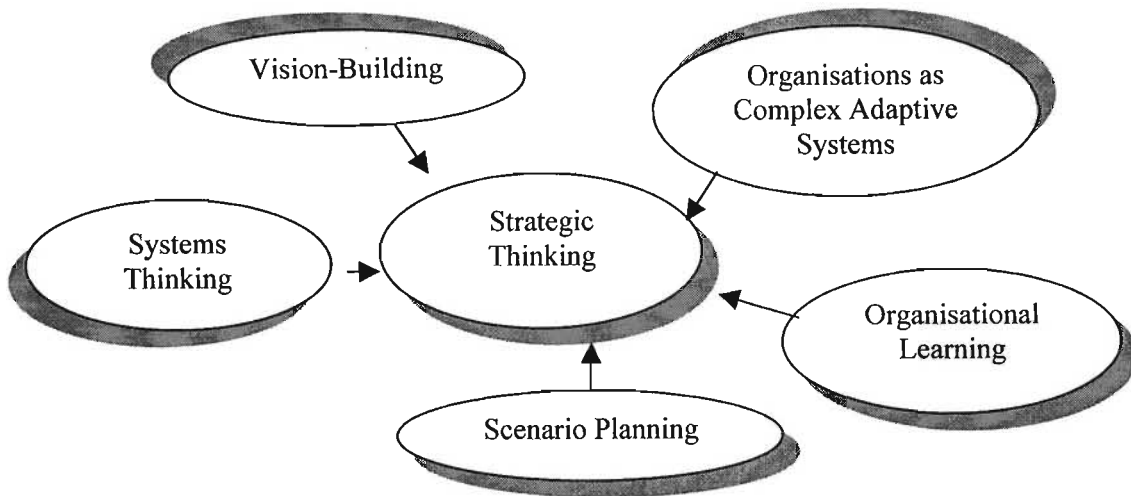 Vision-Building
Organisations as
Complex Adaptive
Systems
Strategic
Thinking
Systems
Thinking
Organisational
Learning
Scenario Planning